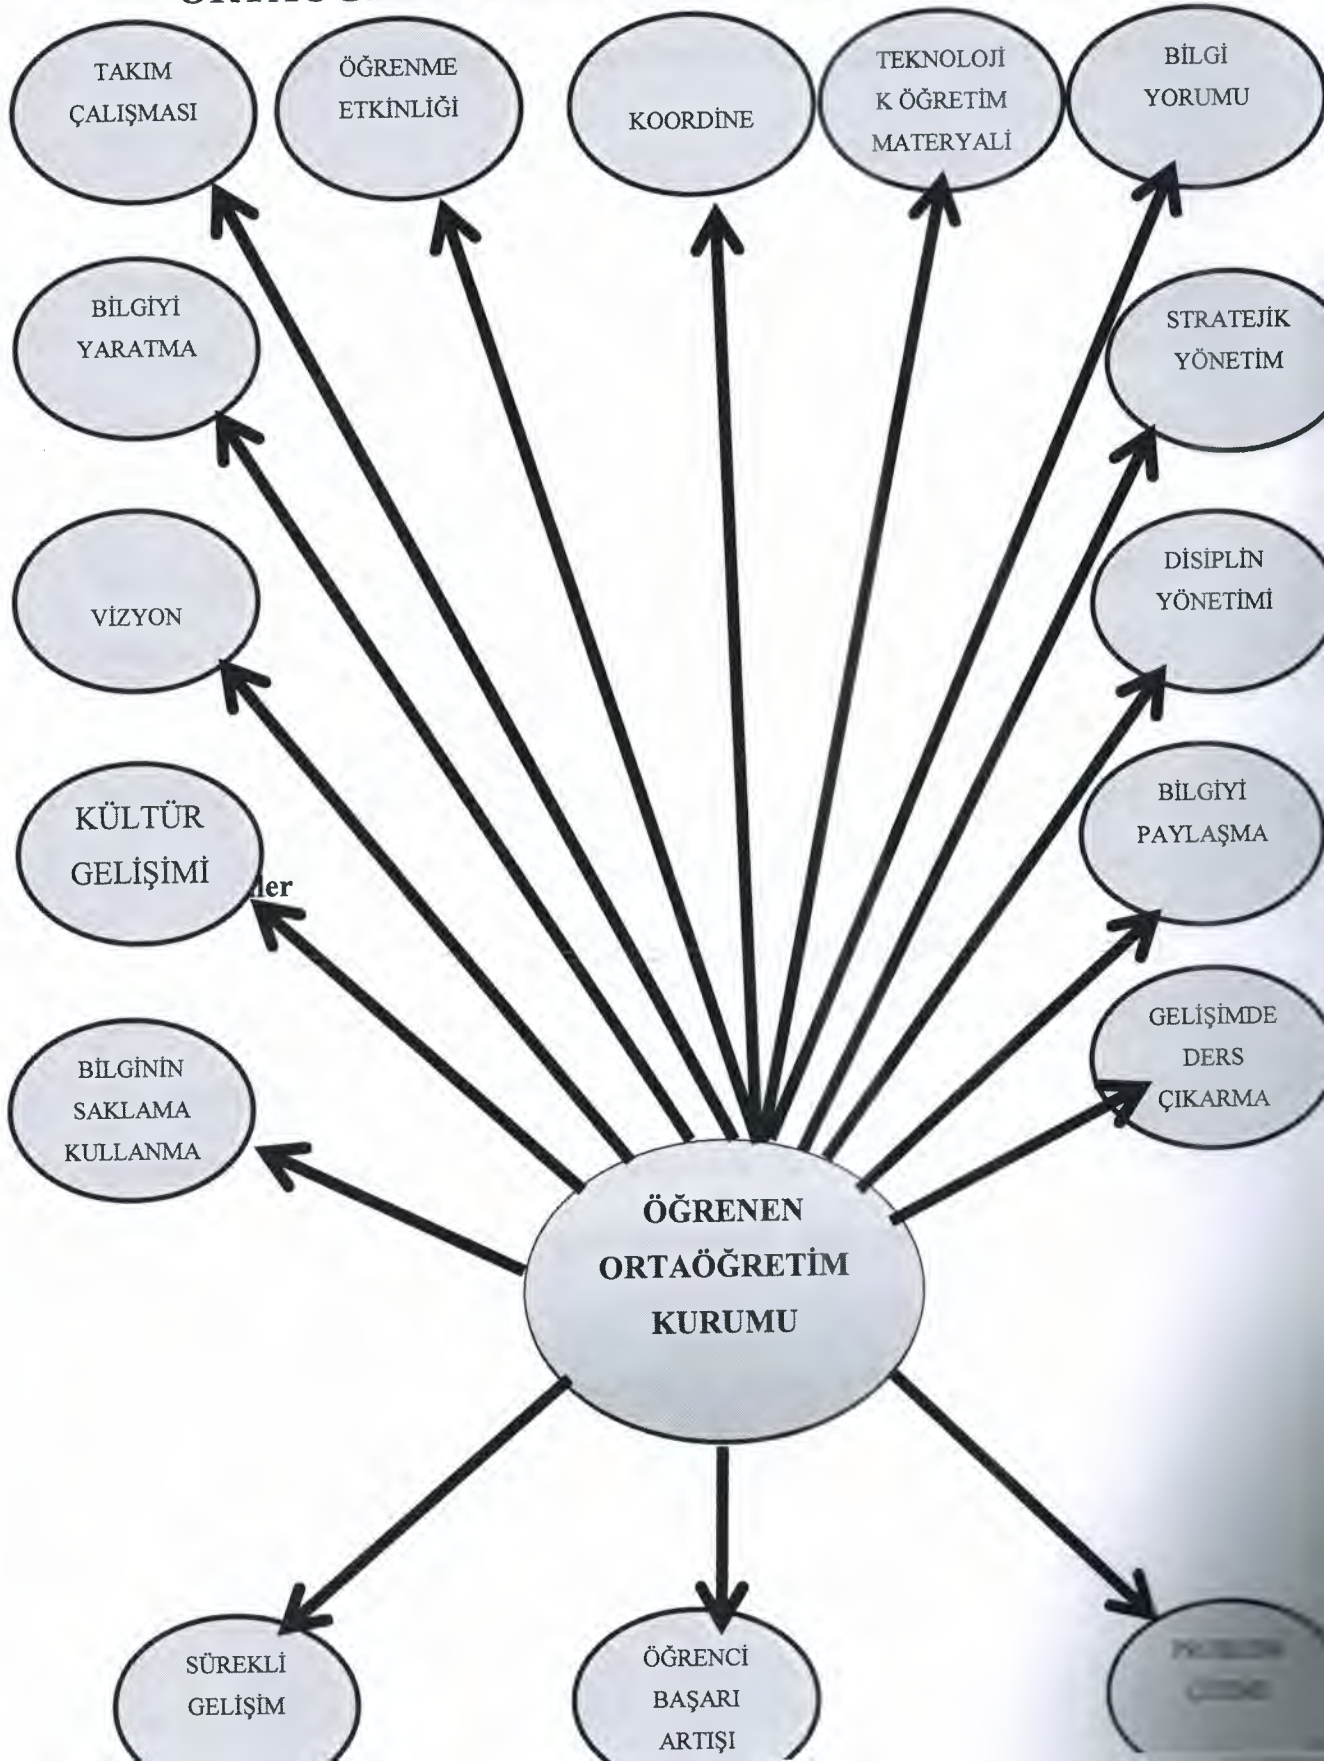 TAKIM
ÇALIŞMASI
ÖĞRENME
ETKİNLİĞİ
KOORDİNE
TEKNOLOJİ
K ÖĞRETİM
MATERYALİ
BİLGİ
YORUMU
BİLGİYİ
YARATMA
STRATEJİK
YÖNETİM
VİZYON
DİSİPLİN
YÖNETİMİ
KÜLTÜR
GELİŞİMİ
ler
BİLGİYİ
PAYLAŞMA
BİLGİNİN
SAKLAMA
KULLANMA
GELİŞİMDE
DERS
ÇIKARMA
ÖĞRENEN
ORTAÖĞRETİM
KURUMU
SÜREKLİ
GELİŞİM
ÖĞRENCİ
BAŞARI
ARTIŞI